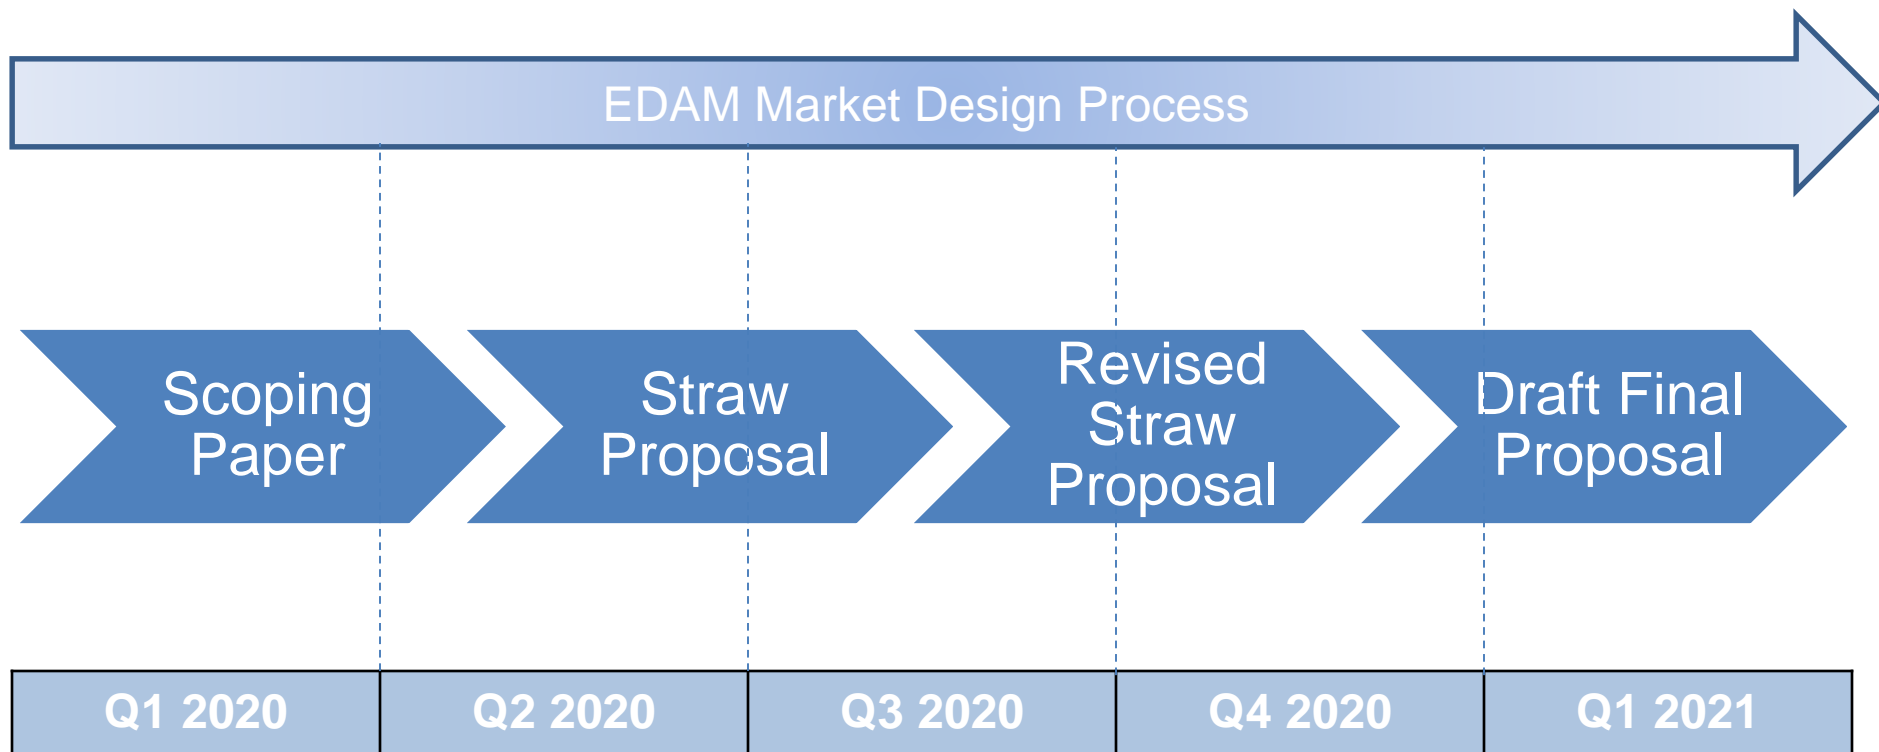 EDAM Market Design Process
Scoping
Paper
Straw
Proposal
Revised
Straw
Proposal
Draft Final
Proposal
Q1 2020
Q2 2020
Q3 2020
Q4 2020
Q1 2021